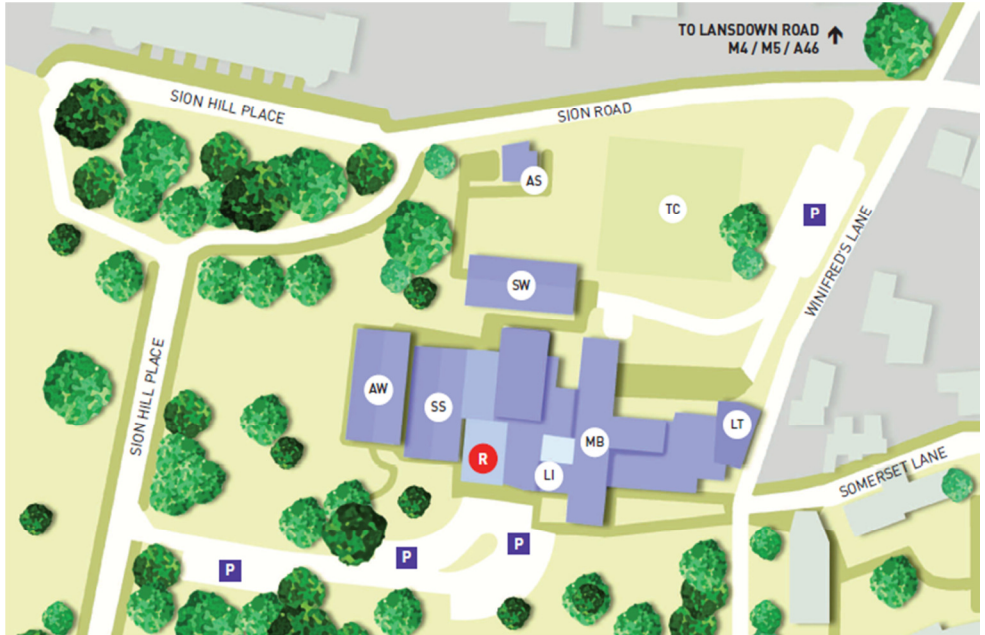 TO LANSDOWN ROAD
M4 / M5 / A46
SION HILL PLACE
SION ROAD
AS
TC
P
WINIFRED'S LANE
SW
SION HILL PLACE
AW
SS
MB
LT
R
LI
SOMERSET LANE
P
P
P